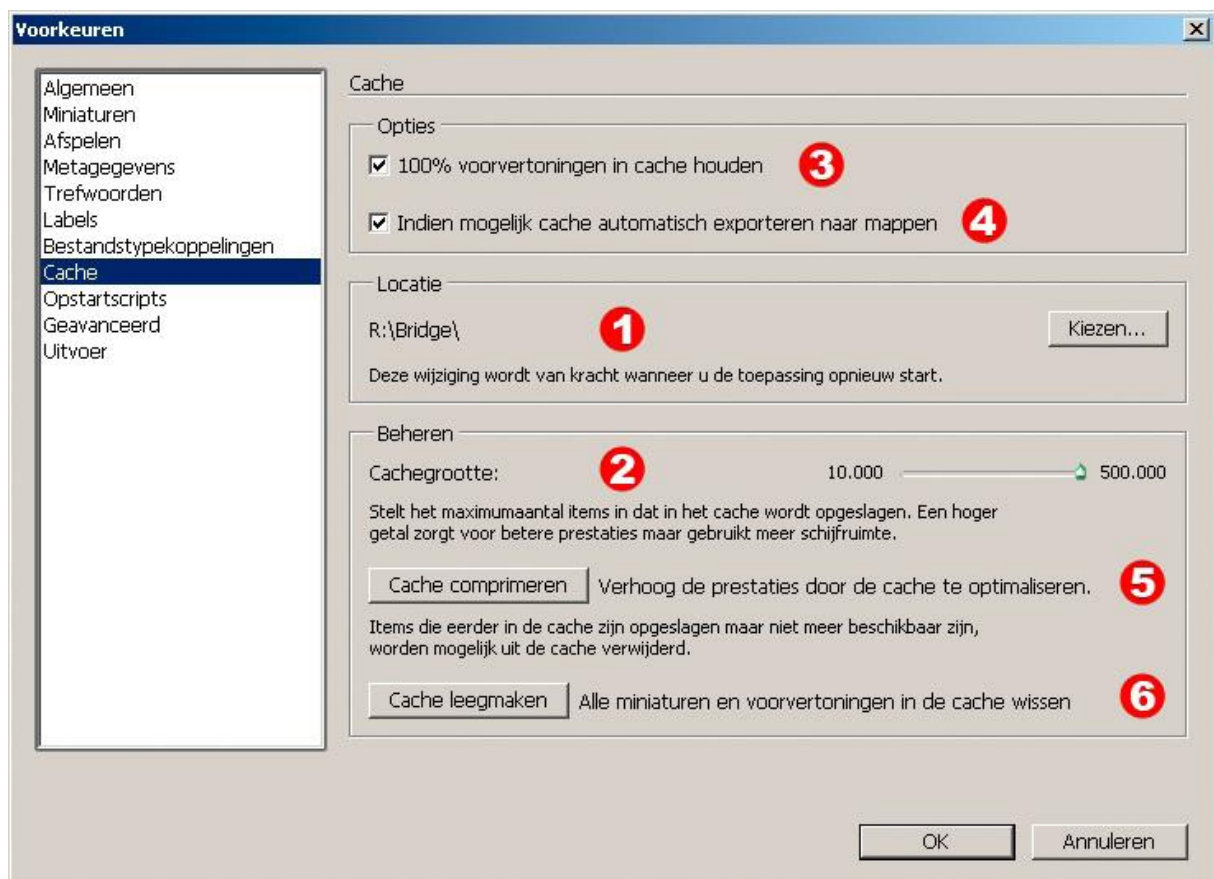 Voorkeuren
Algemeen
Miniaturen
Afspelen
Metagegevens
Trefwoorden
Labels
Bestandstypekoppelingen
Cache
Opstartscripts
Geavanceerd
Uitvoer
Cache
Opties
100% voorvertoningen in cache houden 3
Indien mogelijk cache automatisch exporteren naar mappen 4
Locatie
R:\Bridge\ 1 Kiezen...
Deze wijziging wordt van kracht wanneer u de toepassing opnieuw start.
Beheren
Cachegrootte: 2 10.000 500.000
Stelt het maximumaantal items in dat in het cache wordt opgeslagen. Een hoger
getal zorgt voor betere prestaties maar gebruikt meer schijfruimte.
Cache comprimeren Verhoog de prestaties door de cache te optimaliseren. 5
Items die eerder in de cache zijn opgeslagen maar niet meer beschikbaar zijn,
worden mogelijk uit de cache verwijderd.
Cache leegmaken Alle miniaturen en voorvertoningen in de cache wissen 6
OK Annuleren